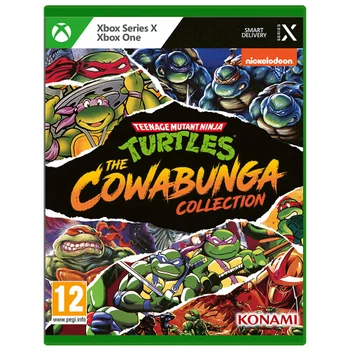 Xbox Series X
Xbox One
SMART
DELIVERY
SERIES X
nickelodeon
TEENAGE MUTANT NINJA
TURTLES
THE
COWABUNGA
COLLECTION
12
www.pegi.info
KONAMI